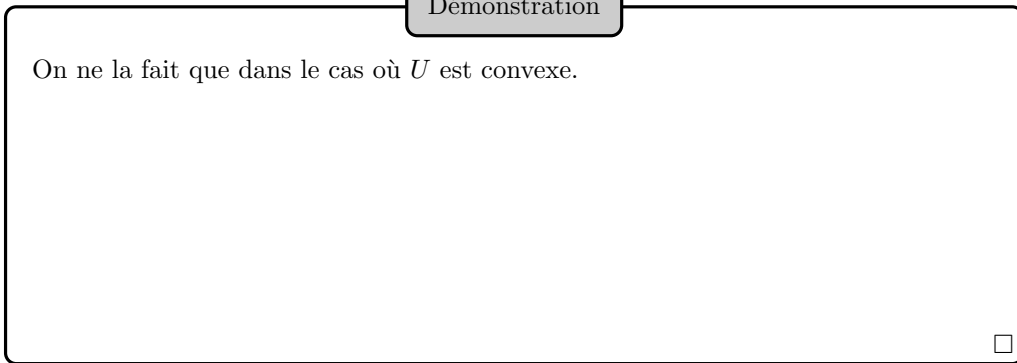 Démonstration
On ne la fait que dans le cas où U est convexe.